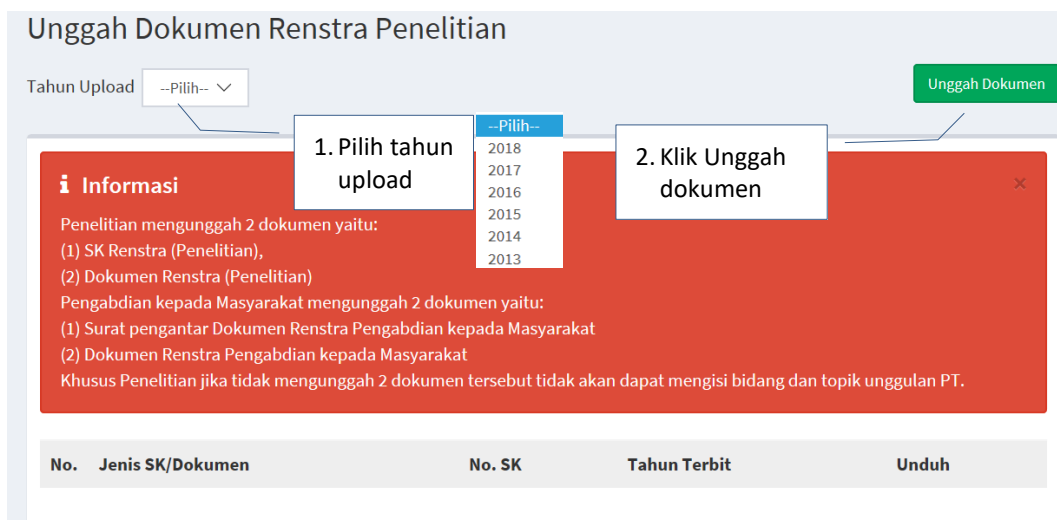 Unggah Dokumen Renstra Penelitian
Tahun Upload --Pilih-- Unggah Dokumen
1. Pilih tahun
upload
--Pilih--
2018
2017
2016
2015
2014
2013
2. Klik Unggah
dokumen
i Informasi ×
Penelitian mengunggah 2 dokumen yaitu:
(1) SK Renstra (Penelitian),
(2) Dokumen Renstra (Penelitian)
Pengabdian kepada Masyarakat mengunggah 2 dokumen yaitu:
(1) Surat pengantar Dokumen Renstra Pengabdian kepada Masyarakat
(2) Dokumen Renstra Pengabdian kepada Masyarakat
Khusus Penelitian jika tidak mengunggah 2 dokumen tersebut tidak akan dapat mengisi bidang dan topik unggulan PT.
No. Jenis SK/Dokumen No. SK Tahun Terbit Unduh